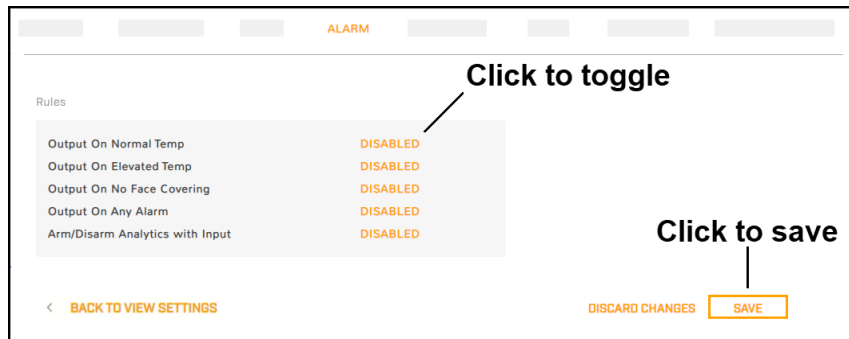 ALARM
Click to toggle
Rules
Output On Normal Temp DISABLED
Output On Elevated Temp DISABLED
Output On No Face Covering DISABLED
Output On Any Alarm DISABLED
Arm/Disarm Analytics with Input DISABLED
Click to save
< BACK TO VIEW SETTINGS DISCARD CHANGES SAVE